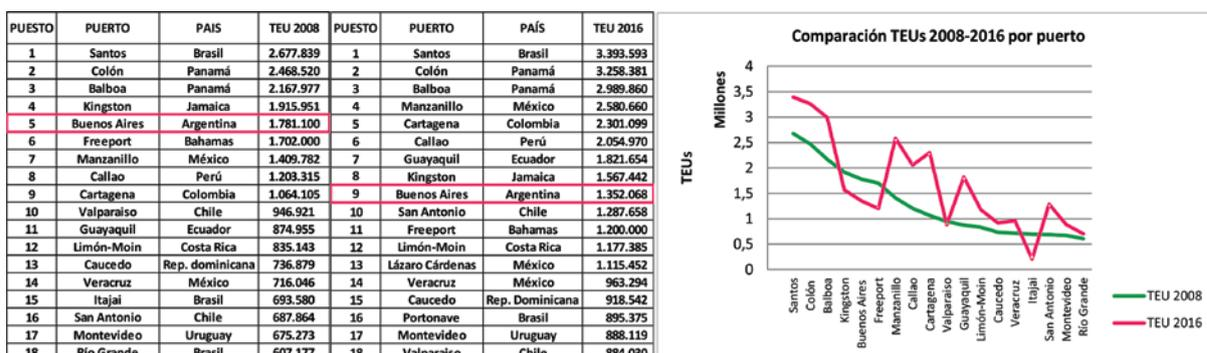 PUESTO PUERTO PAIS TEU 2008 PUESTO PUERTO PAÍS TEU 2016
1 Santos Brasil 2.677.839 1 Santos Brasil 3.393.593
2 Colón Panamá 2.468.520 2 Colón Panamá 3.258.381
3 Balboa Panamá 2.167.977 3 Balboa Panamá 2.989.860
4 Kingston Jamaica 1.915.951 4 Manzanillo México 2.580.660
5 Buenos Aires Argentina 1.781.100 5 Cartagena Colombia 2.301.099
6 Freeport Bahamas 1.702.000 6 Callao Perú 2.054.970
7 Manzanillo México 1.409.782 7 Guayaquil Ecuador 1.821.654
8 Callao Perú 1.203.315 8 Kingston Jamaica 1.567.442
9 Cartagena Colombia 1.064.105 9 Buenos Aires Argentina 1.352.068
10 Valparaiso Chile 946.921 10 San Antonio Chile 1.287.658
11 Guayaquil Ecuador 874.955 11 Freeport Bahamas 1.200.000
12 Limón-Moin Costa Rica 835.143 12 Limón-Moin Costa Rica 1.177.385
13 Caucedo Rep. dominicana 736.879 13 Lázaro Cárdenas México 1.115.452
14 Veracruz México 716.046 14 Veracruz México 963.294
15 Itajai Brasil 693.580 15 Caucedo Rep. Dominicana 918.542
16 San Antonio Chile 687.864 16 Portonave Brasil 895.375
17 Montevideo Uruguay 675.273 17 Montevideo Uruguay 888.119
18 Río Grande Brasil 607.177 18 Valparaiso Chile 884.030
Comparación TEUs 2008-2016 por puerto
Millones
TEUs
4
3,5
3
2,5
2
1,5
1
0,5
0
Santos
Colón
Balboa
Kingston
Buenos Aires
Freeport
Manzanillo
Callao
Cartagena
Valparaiso
Guayaquil
Limón-Moin
Caucedo
Veracruz
Itajai
San Antonio
Montevideo
Río Grande
TEU 2008
TEU 2016